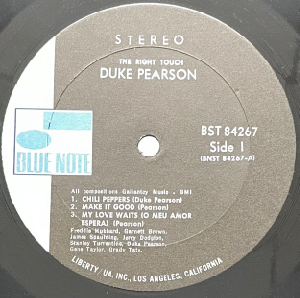 STEREO
THE RIGHT TOUCH
DUKE PEARSON
BST 84267
Side 1
(BNST 84267-A)
BLUE NOTE
All compositions Gailantcy Music - BMI
1. CHILI PEPPERS (Duke Pearson)
2. MAKE IT GOOD (Pearson)
3. MY LOVE WAITS (O MEU AMOR
ESPERA) (Pearson)
Freddie Hubbard, Garnett Brown,
James Spaulding, Jerry Dodgion,
Stanley Turrentine, Duke Pearson,
Gene Taylor, Grady Tate
LIBERTY/UA, INC., LOS ANGELES, CALIFORNIA